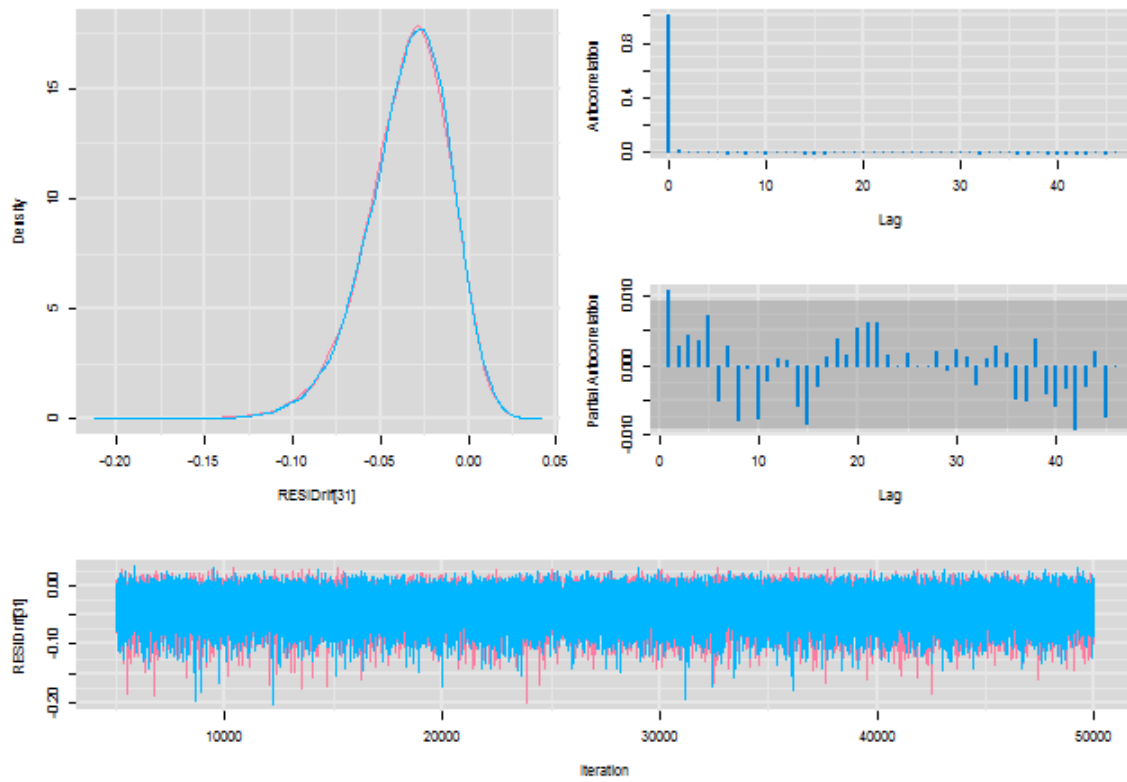 Density
15
10
5
0
−0.20 −0.15 −0.10 −0.05 0.00 0.05
RESIDrif[31]
Autocorrelation
0.8
0.4
0.0
0 10 20 30 40
Lag
Partial Autocorrelation
0.010
0.000
−0.010
0 10 20 30 40
Lag
RESIDrif[31]
0.00
−0.10
−0.20
10000 20000 30000 40000 50000
Iteration